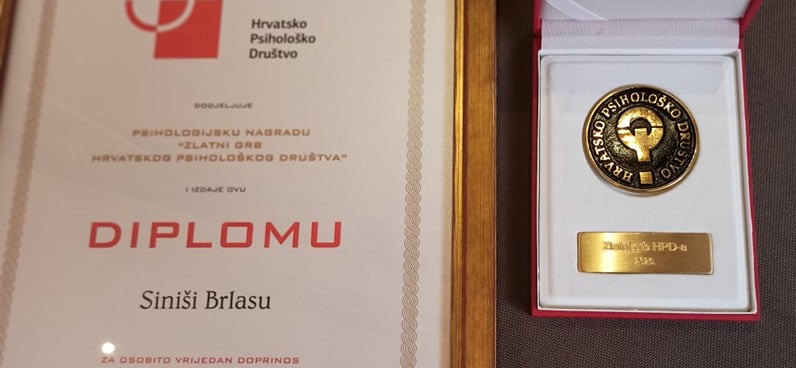 Hrvatsko
Psihološko
Društvo
DODJELJUJE
PSIHOLOGIJSKU NAGRADU
"ZLATNI GRB
HRVATSKOG PSIHOLOŠKOG DRUŠTVA"
I IZDAJE OVU
DIPLOMU
Siniši Brlasu
ZA OSOBITO VRIJEDAN DOPRINOS
HRVATSKO PSIHOLOŠKO DRUŠTVO
Zlatni grb HPD-a